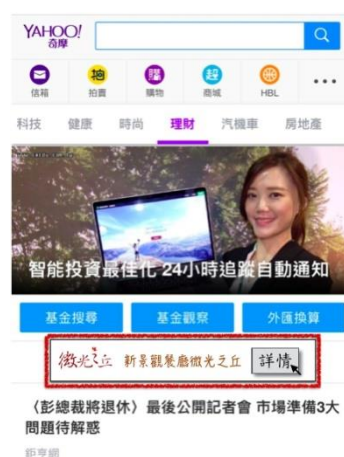 YAHOO!
奇摩
信箱
拍賣
購物
商城
HBL
科技 健康 時尚 理財 汽機車 房地產
智能投資最佳化 24小時追蹤自動通知
基金搜尋 基金觀察 外匯換算
微光之丘 新景觀餐廳微光之丘 詳情
〈彭總裁將退休〉最後公開記者會 市場準備3大
問題待解惑
鉅亨網